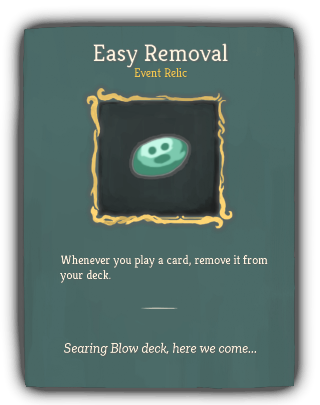 Easy Removal
Event Relic
Whenever you play a card, remove it from
your deck.
Searing Blow deck, here we come...